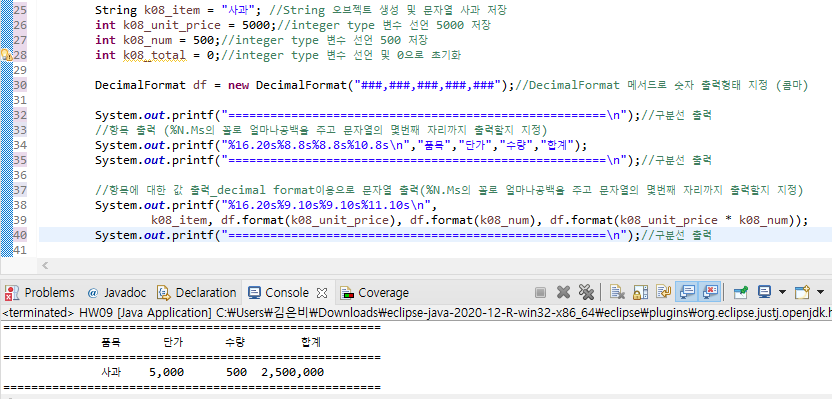 25 String k08_item = "사과"; //String 오브젝트 생성 및 문자열 사과 저장
26 int k08_unit_price = 5000;//integer type 변수 선언 5000 저장
27 int k08_num = 500;//integer type 변수 선언 500 저장
28 int k08_total = 0;//integer type 변수 선언 및 0으로 초기화
29
30 DecimalFormat df = new DecimalFormat("###,###,###,###,###");//DecimalFormat 메서드로 숫자 출력형태 지정 (콤마)
31
32 System.out.printf("======================================================\n");//구분선 출력
33 //항목 출력 (%N.Ms의 꼴로 얼마나공백을 주고 문자열의 몇번째 자리까지 출력할지 지정)
34 System.out.printf("%16.20s%8.8s%8.8s%10.8s\n","품목","단가","수량","합계");
35 System.out.printf("======================================================\n");//구분선 출력
36
37 //항목에 대한 값 출력_decimal format이용으로 문자열 출력(%N.Ms의 꼴로 얼마나공백을 주고 문자열의 몇번째 자리까지 출력할지 지정)
38 System.out.printf("%16.20s%9.10s%9.10s%11.10s\n",
39 k08_item, df.format(k08_unit_price), df.format(k08_num), df.format(k08_unit_price * k08_num));
40 System.out.printf("======================================================\n");//구분선 출력
41
Problems @ Javadoc Declaration Console Coverage
<terminated> HW09 [Java Application] C:₩Users₩김은비₩Downloads₩eclipse-java-2020-12-R-win32-x86_64₩eclipse₩plugins₩org.eclipse.justj.openjdk.h
======================================================
품목 단가 수량 합계
======================================================
사과 5,000 500 2,500,000
======================================================